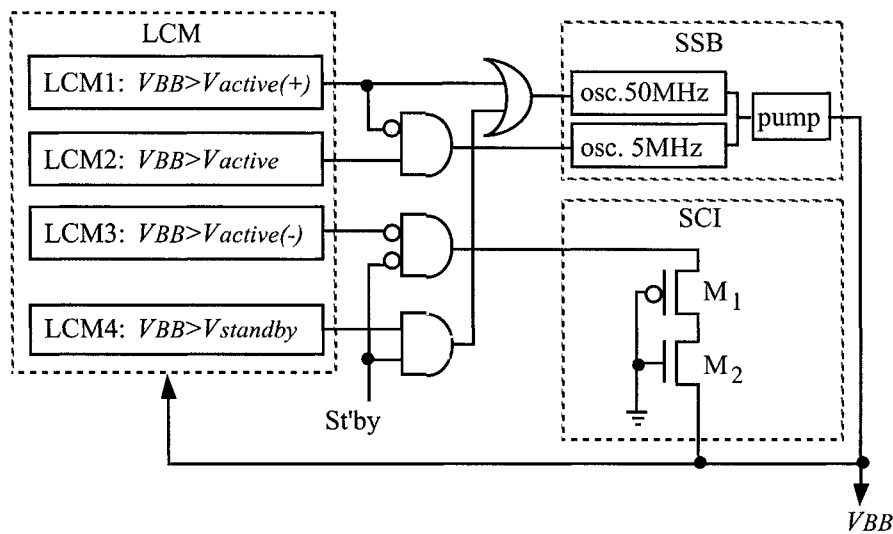 LCM
LCM1: VBB>Vactive(+)
LCM2: VBB>Vactive
LCM3: VBB>Vactive(-)
LCM4: VBB>Vstandby
St'by
SSB
osc.50MHz
osc. 5MHz
pump
SCI
M1
M2
VBB